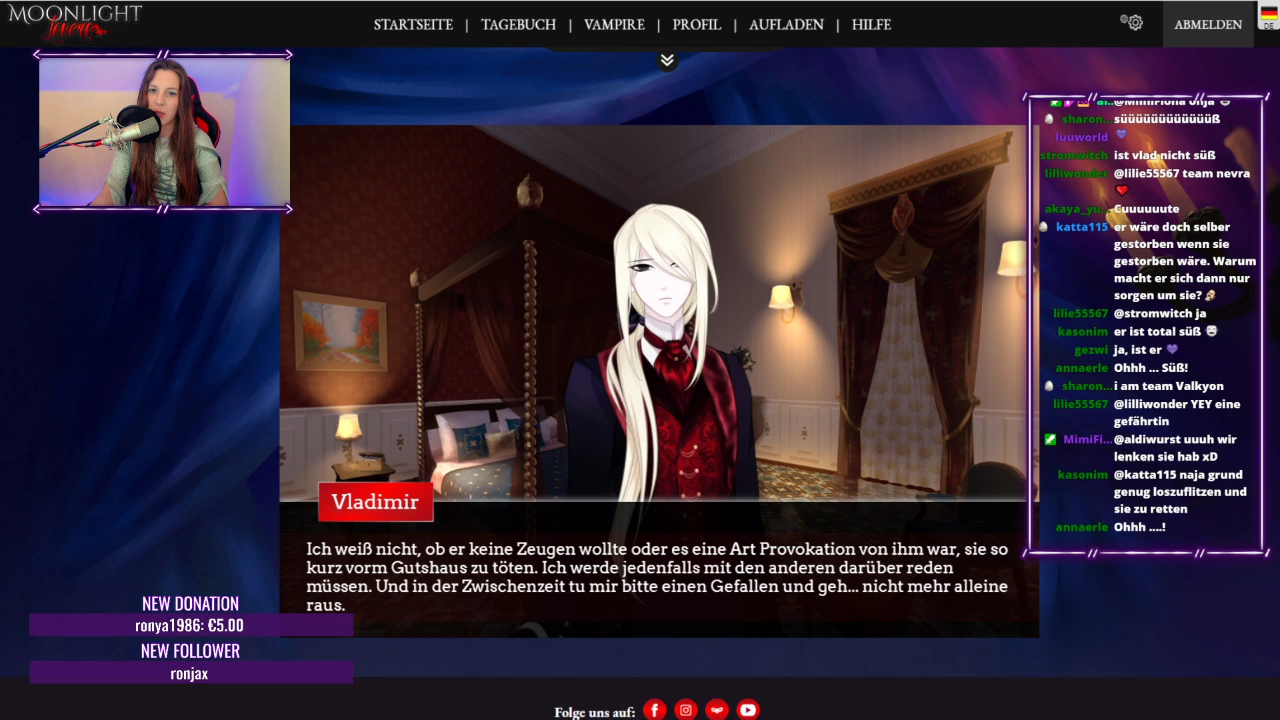 MOONLIGHT
Lovers
STARTSEITE | TAGEBUCH | VAMPIRE | PROFIL | AUFLADEN | HILFE
ABMELDEN
DE
@MimiFiona ohja
sharon... süüüüüüüüüüüüß
luuworld
stromwitch ist vlad nicht süß
lilliwonder @lilie55567 team nevra
akaya_yu... Cuuuuuute
katta115 er wäre doch selber
gestorben wenn sie
gestorben wäre. Warum
macht er sich dann nur
sorgen um sie?
lilie55567 @stromwitch ja
kasonim er ist total süß
gezwi ja, ist er
annaerle Ohhh ... Süß!
sharon... i am team Valkyon
lilie55567 @lilliwonder YEY eine
gefährtin
MimiFi... @aldiwurst uuuh wir
lenken sie hab xD
kasonim @katta115 naja grund
genug loszuflitzen und
sie zu retten
annaerle Ohhh ....!
Vladimir
Ich weiß nicht, ob er keine Zeugen wollte oder es eine Art Provokation von ihm war, sie so
kurz vorm Gutshaus zu töten. Ich werde jedenfalls mit den anderen darüber reden
müssen. Und in der Zwischenzeit tu mir bitte einen Gefallen und geh... nicht mehr alleine
raus.
NEW DONATION
ronya1986: €5.00
NEW FOLLOWER
ronjax
Folge uns auf: